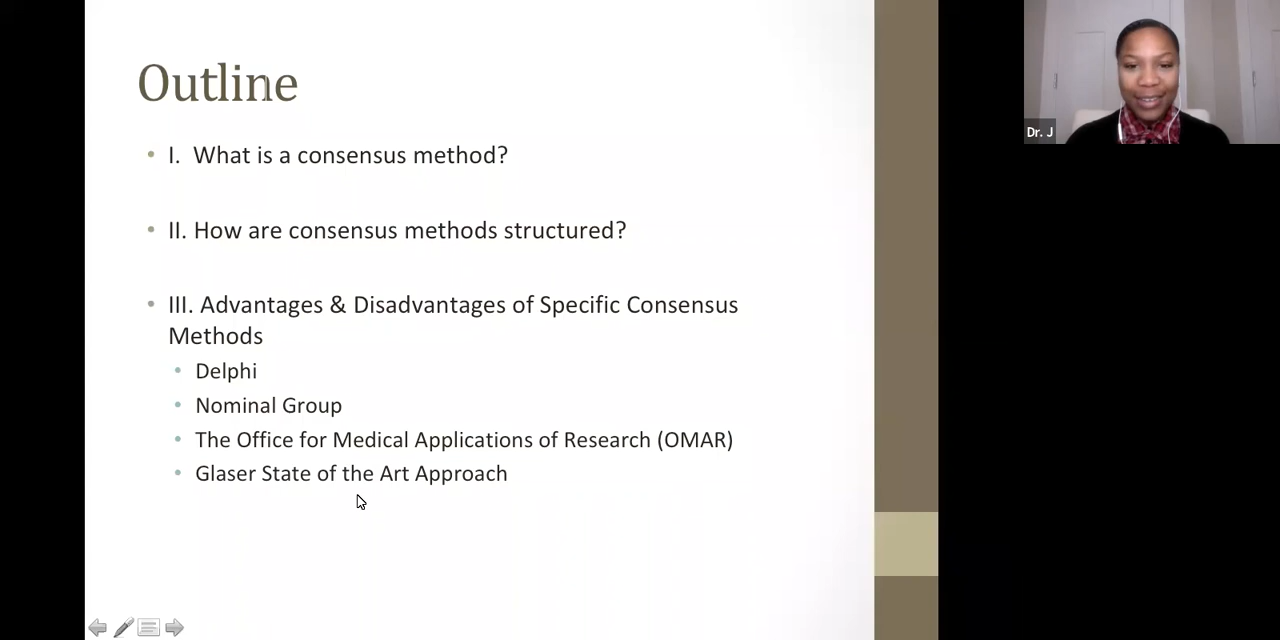 Outline
• I. What is a consensus method?
• II. How are consensus methods structured?
• III. Advantages & Disadvantages of Specific Consensus
Methods
• Delphi
• Nominal Group
• The Office for Medical Applications of Research (OMAR)
• Glaser State of the Art Approach
Dr. J